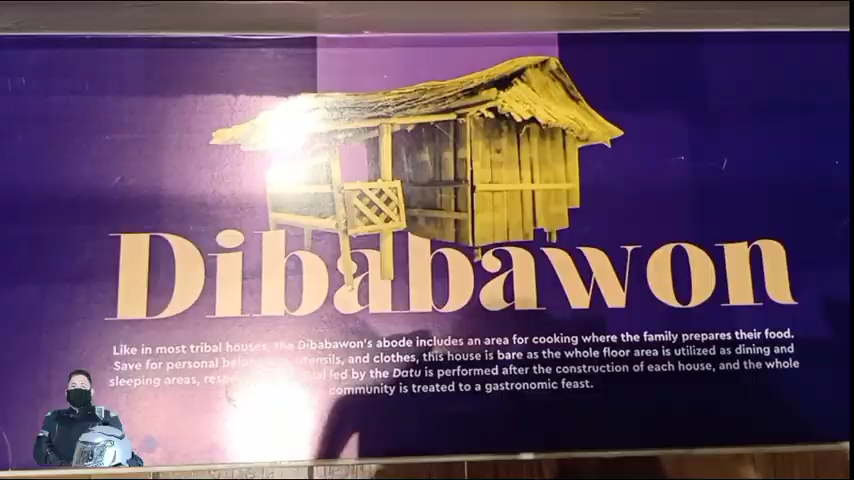 Dibabawon
Like in most tribal houses, the Dibabawon's abode includes an area for cooking where the family prepares their food.
Save for personal utensils, and clothes, this house is bare as the whole floor area is utilized as dining and
sleeping areas, led by the Datu is performed after the construction of each house, and the whole
community is treated to a gastronomic feast.